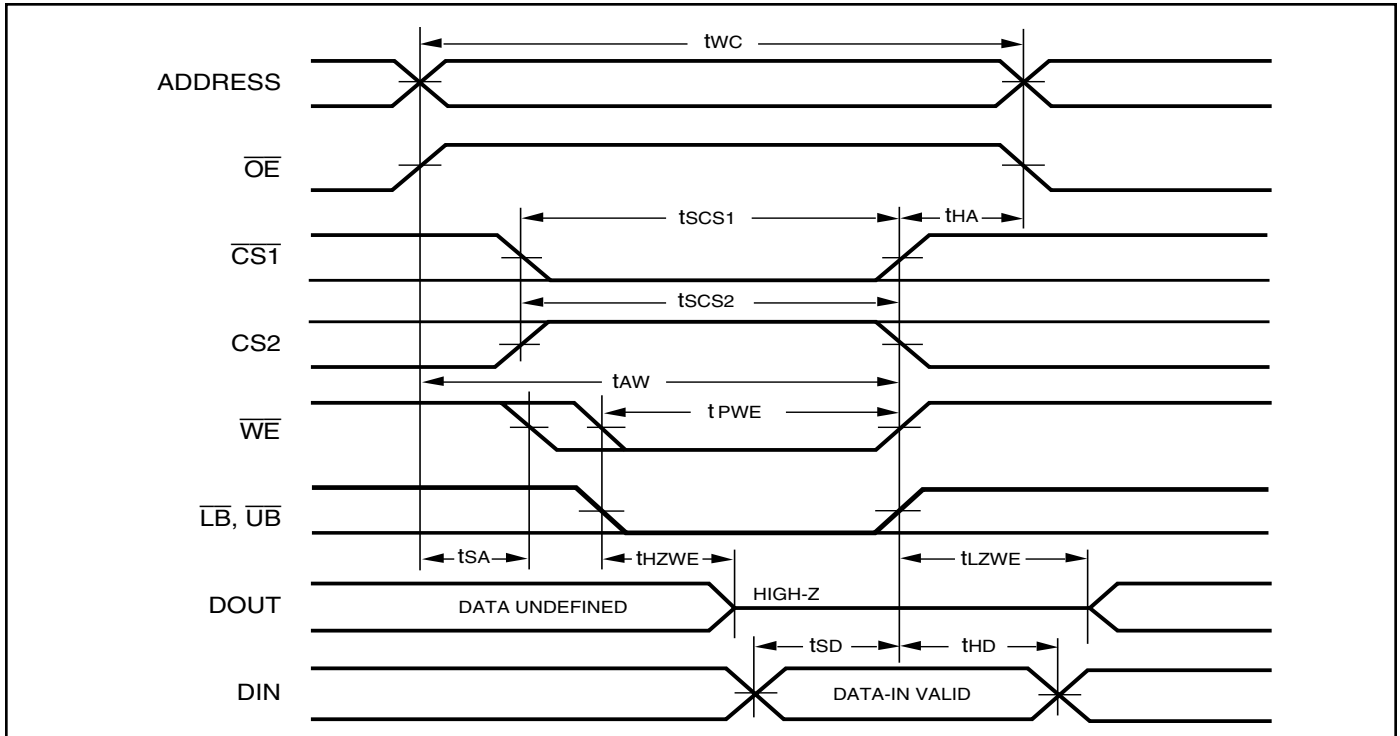 tWC
ADDRESS
OE
tSCS1
tHA
CS1
tSCS2
CS2
tAW
t PWE
WE
LB, UB
tSA
tHZWE
tLZWE
DOUT
DATA UNDEFINED
HIGH-Z
tSD
tHD
DIN
DATA-IN VALID